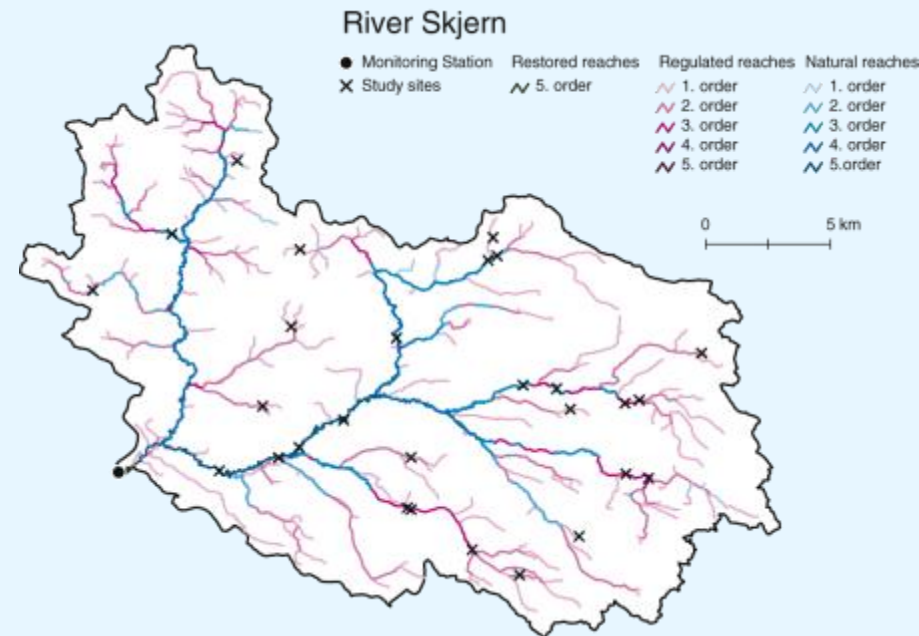 River Skjern
Monitoring Station
Study sites
Restored reaches
5. order
Regulated reaches
1. order
2. order
3. order
4. order
5. order
Natural reaches
1. order
2. order
3. order
4. order
5.order
0 5 km